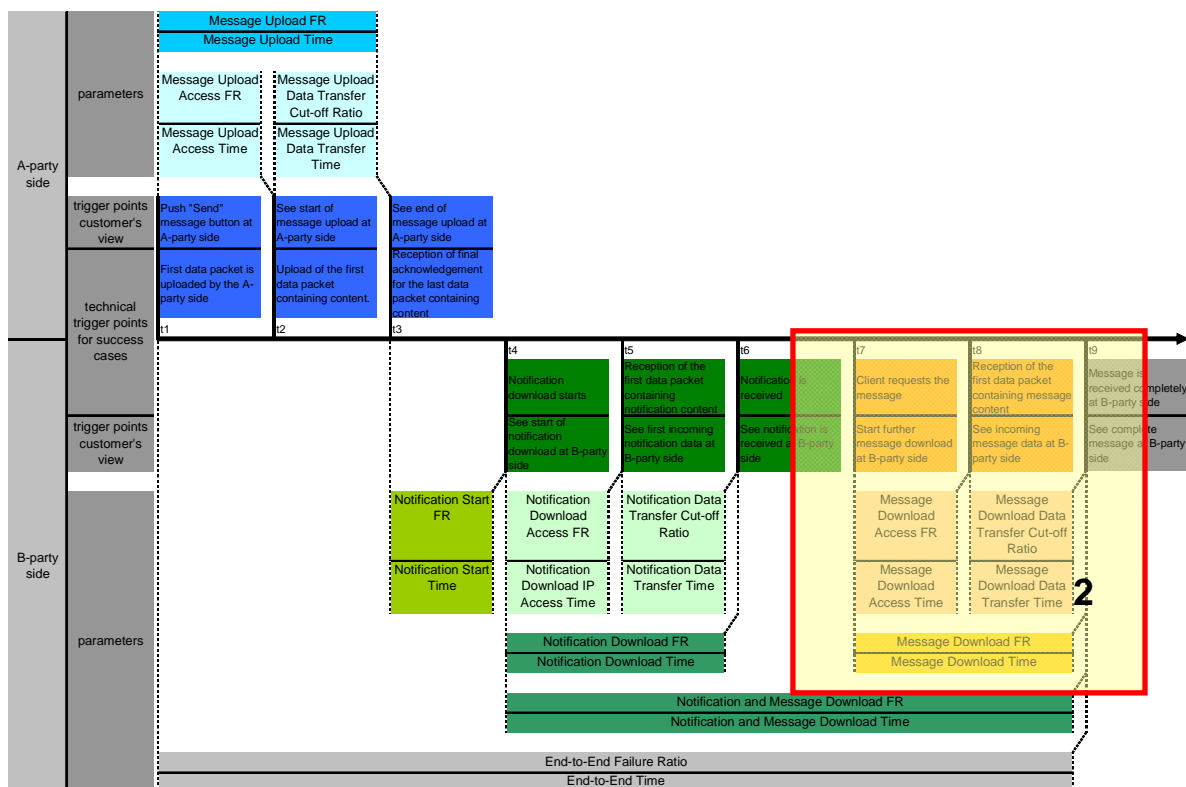 Message Upload FR
Message Upload Time
parameters
Message Upload
Access FR
Message Upload
Data Transfer
Cut-off Ratio
Message Upload
Access Time
Message Upload
Data Transfer
Time
A-party
side
trigger points
customer's
view
Push "Send"
message button at
A-party side
See start of
message upload at
A-party side
See end of
message upload at
A-party side
technical
trigger points
for success
cases
First data packet is
uploaded by the A-
party side
Upload of the first
data packet
containing content.
Reception of final
acknowledgement
for the last data
packet containing
content
t1
t2
t3
t4
t5
t6
t7
t8
t9
Notification
download starts
Reception of the
first data packet
containing
notification content
Notification is
received
Client requests the
message
Reception of the
first data packet
containing message
content
Message is
received completely
at B-party side
trigger points
customer's
view
See start of
notification
download at B-party
side
See first incoming
notification data at
B-party side
See notification is
received at B-party
side
Start further
message download
at B-party side
See incoming
message data at B-
party side
See complete
message at B-party
side
B-party
side
parameters
Notification Start
FR
Notification
Download
Access FR
Notification Data
Transfer Cut-off
Ratio
Message
Download
Access FR
Message
Download Data
Transfer Cut-off
Ratio
Notification Start
Time
Notification
Download IP
Access Time
Notification Data
Transfer Time
Message
Download
Access Time
Message
Download Data
Transfer Time
2
Notification Download FR
Notification Download Time
Message Download FR
Message Download Time
Notification and Message Download FR
Notification and Message Download Time
End-to-End Failure Ratio
End-to-End Time